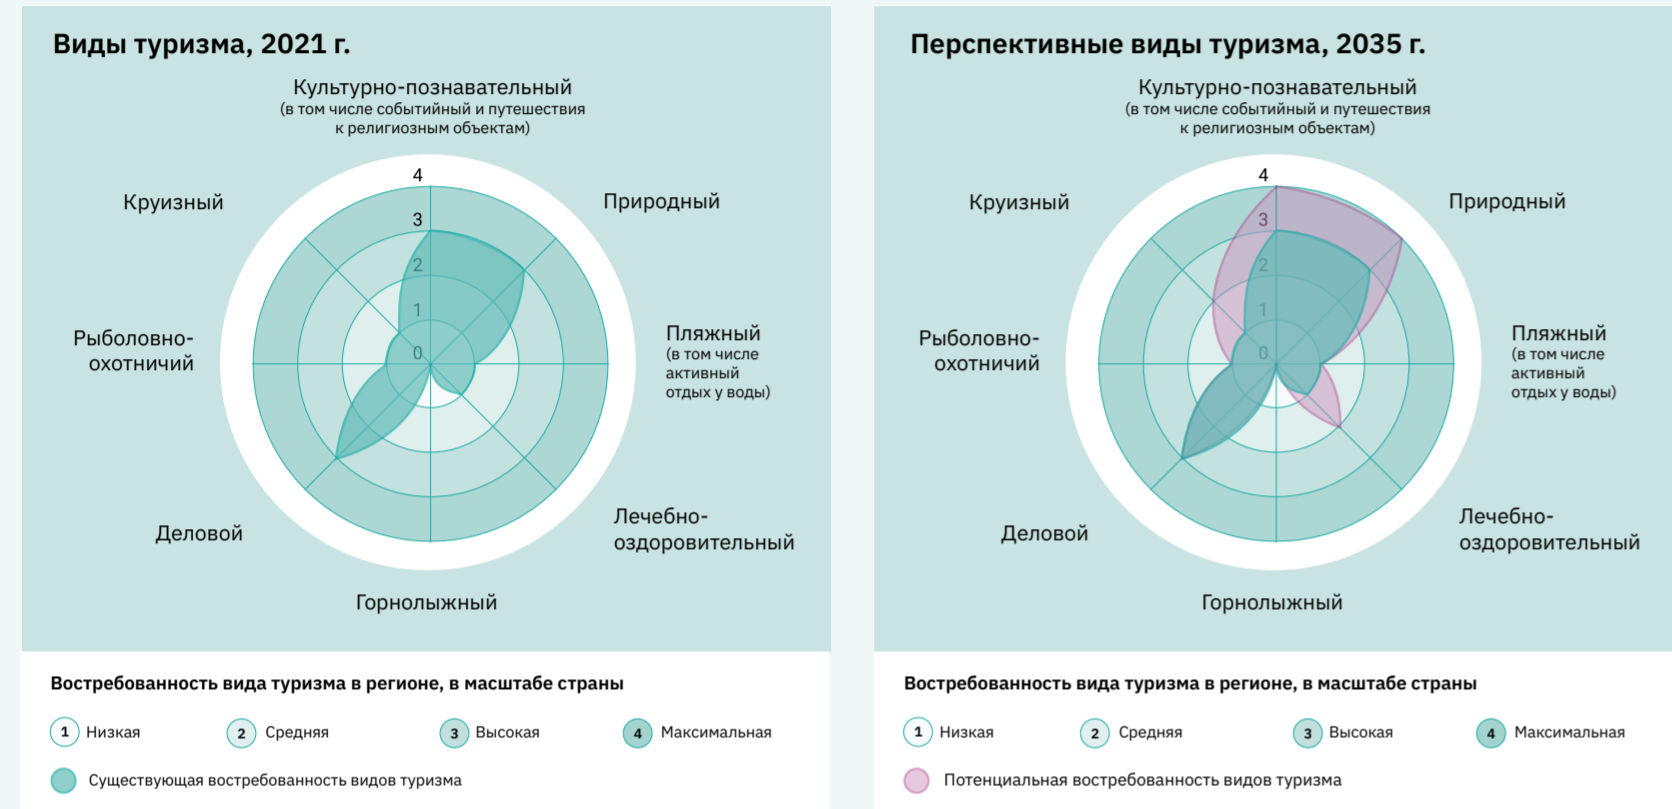 Виды туризма, 2021 г.
Культурно-познавательный
(в том числе событийный и путешествия
к религиозным объектам)
Круизный
4
Природный
3
2
1
0
Рыболовно-
охотничий
Пляжный
(в том числе
активный
отдых у воды)
Деловой
Лечебно-
оздоровительный
Горнолыжный
Востребованность вида туризма в регионе, в масштабе страны
1 Низкая
2 Средняя
3 Высокая
4 Максимальная
Существующая востребованность видов туризма
Перспективные виды туризма, 2035 г.
Культурно-познавательный
(в том числе событийный и путешествия
к религиозным объектам)
Круизный
4
Природный
3
2
1
0
Рыболовно-
охотничий
Пляжный
(в том числе
активный
отдых у воды)
Деловой
Лечебно-
оздоровительный
Горнолыжный
Востребованность вида туризма в регионе, в масштабе страны
1 Низкая
2 Средняя
3 Высокая
4 Максимальная
Потенциальная востребованность видов туризма